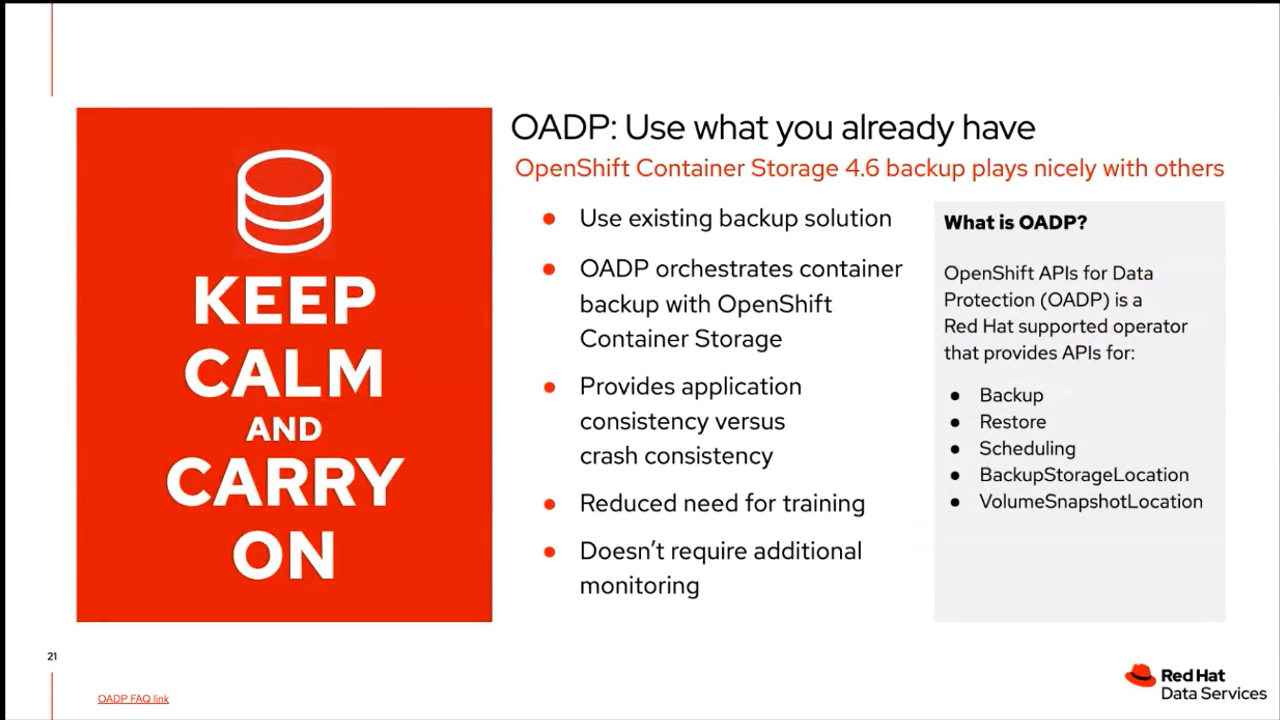 KEEP
CALM
AND
CARRY
ON
OADP: Use what you already have
OpenShift Container Storage 4.6 backup plays nicely with others
● Use existing backup solution
● OADP orchestrates container
backup with OpenShift
Container Storage
● Provides application
consistency versus
crash consistency
● Reduced need for training
● Doesn’t require additional
monitoring
What is OADP?
OpenShift APIs for Data
Protection (OADP) is a
Red Hat supported operator
that provides APIs for:
● Backup
● Restore
● Scheduling
● BackupStorageLocation
● VolumeSnapshotLocation
21
OADP FAQ link
Red Hat
Data Services